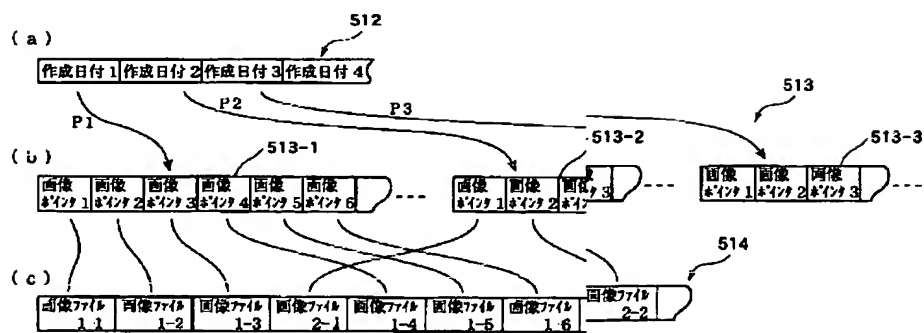 512
(a)
作成日付1 作成日付2 作成日付3 作成日付4
P1 P2 P3 513
513-1 513-2 513-3
(b)
画像 画像 画像 画像 画像 画像 画像 画像 画像 画像 画像 画像
ポインタ1 ポインタ2 ポインタ3 ポインタ4 ポインタ5 ポインタ6 ポインタ1 ポインタ2 ポイン 3 ポインタ1 ポインタ2 ポインタ3
514
(c)
画像ファイル 画像ファイル 画像ファイル 画像ファイル 画像ファイル 画像ファイル 画像ファイル 画像ファイル
1-1 1-2 1-3 2-1 1-4 1-5 1-6 2-2